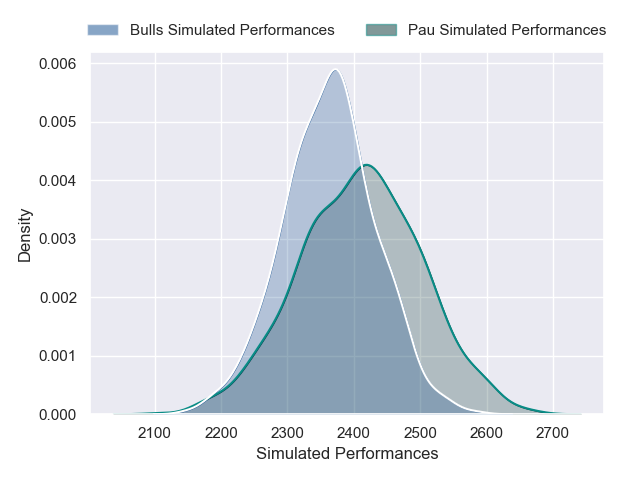 Bulls Simulated Performances Pau Simulated Performances
0.006
0.005
0.004
0.003
0.002
0.001
0.000
Density
2100 2200 2300 2400 2500 2600 2700
Simulated Performances